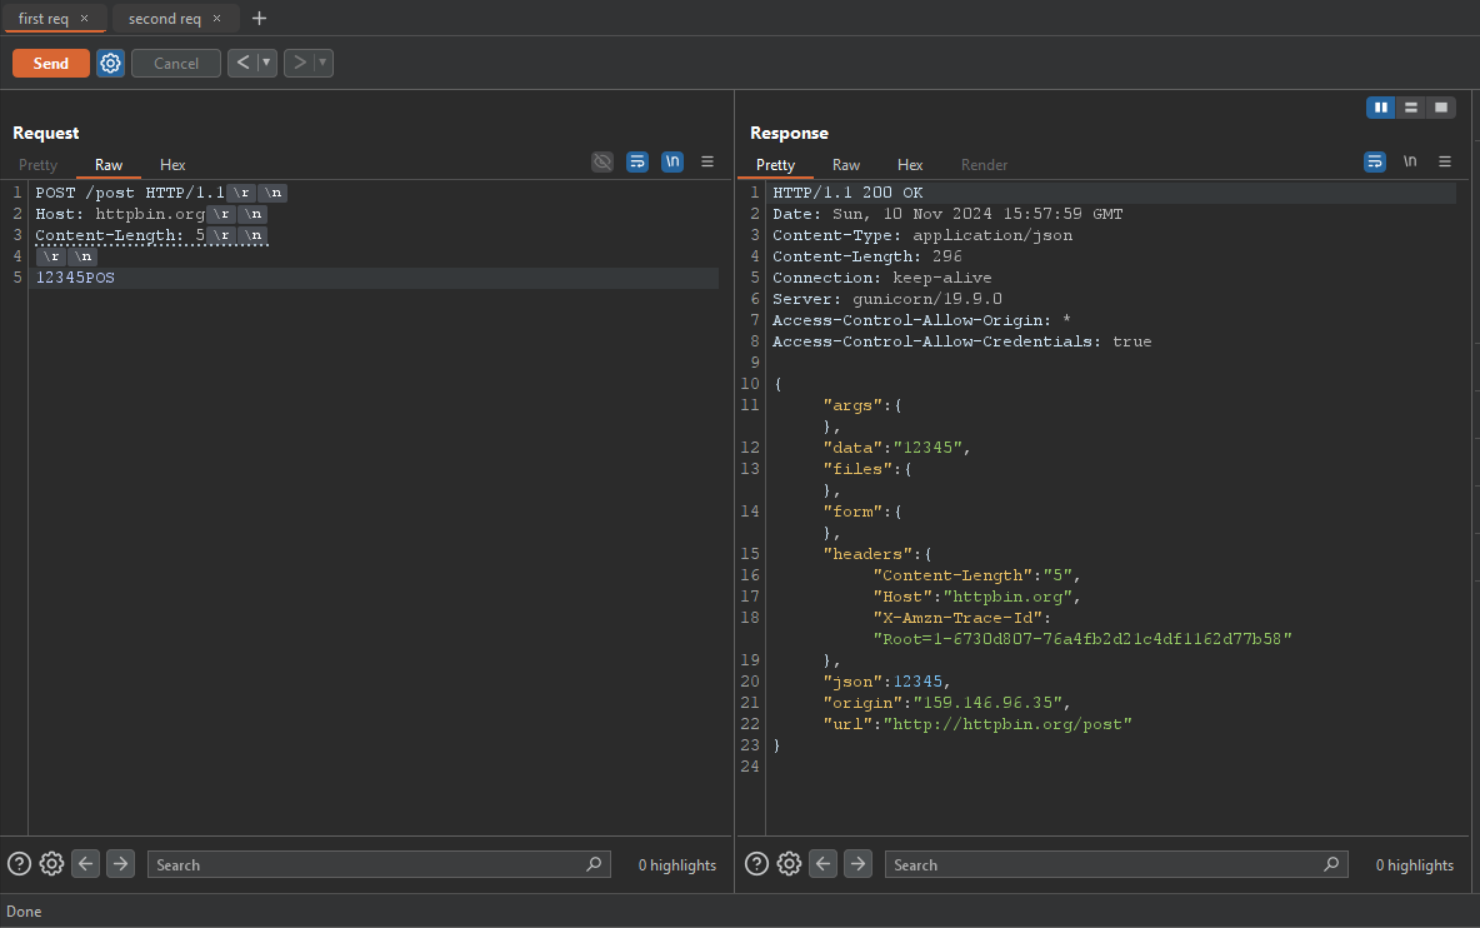 first req × second req × +
Send Cancel < ▼ > ▼
Request
Pretty Raw Hex \n
1 POST /post HTTP/1.1 \r \n
2 Host: httpbin.org \r \n
3 Content-Length: 5 \r \n
4 \r \n
5 12345POS
? Search 0 highlights
Response
Pretty Raw Hex Render \n
1 HTTP/1.1 200 OK
2 Date: Sun, 10 Nov 2024 15:57:59 GMT
3 Content-Type: application/json
4 Content-Length: 296
5 Connection: keep-alive
6 Server: gunicorn/19.9.0
7 Access-Control-Allow-Origin: *
8 Access-Control-Allow-Credentials: true
9
10 {
11 "args":{
},
12 "data":"12345",
13 "files":{
},
14 "form":{
},
15 "headers":{
16 "Content-Length":"5",
17 "Host":"httpbin.org",
18 "X-Amzn-Trace-Id":
"Root=1-6730d807-76a4fb2d21c4df1162d77b58"
19 },
20 "json":12345,
21 "origin":"159.146.96.35",
22 "url":"http://httpbin.org/post"
23 }
24
? Search 0 highlights
Done